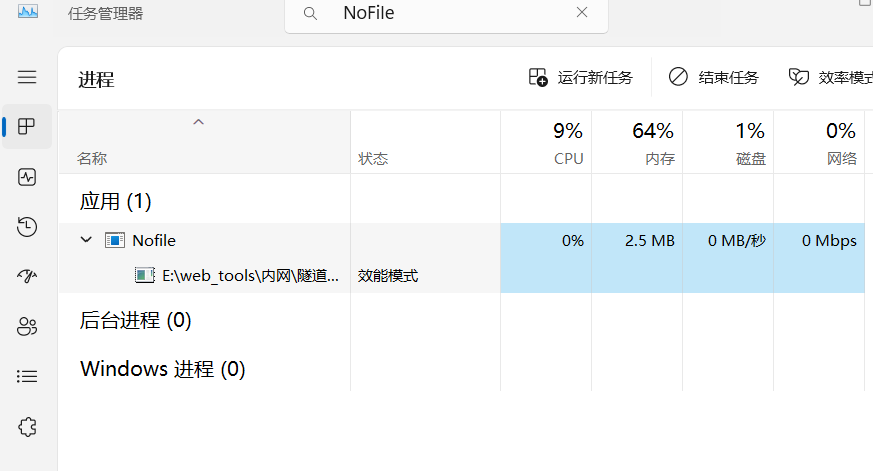 任务管理器
NoFile
进程
运行新任务
结束任务
效率模式
9%
64%
1%
0%
名称
状态
CPU
内存
磁盘
网络
应用 (1)
Nofile
0%
2.5 MB
0 MB/秒
0 Mbps
E:\web_tools\内网\隧道...
效能模式
后台进程 (0)
Windows 进程 (0)